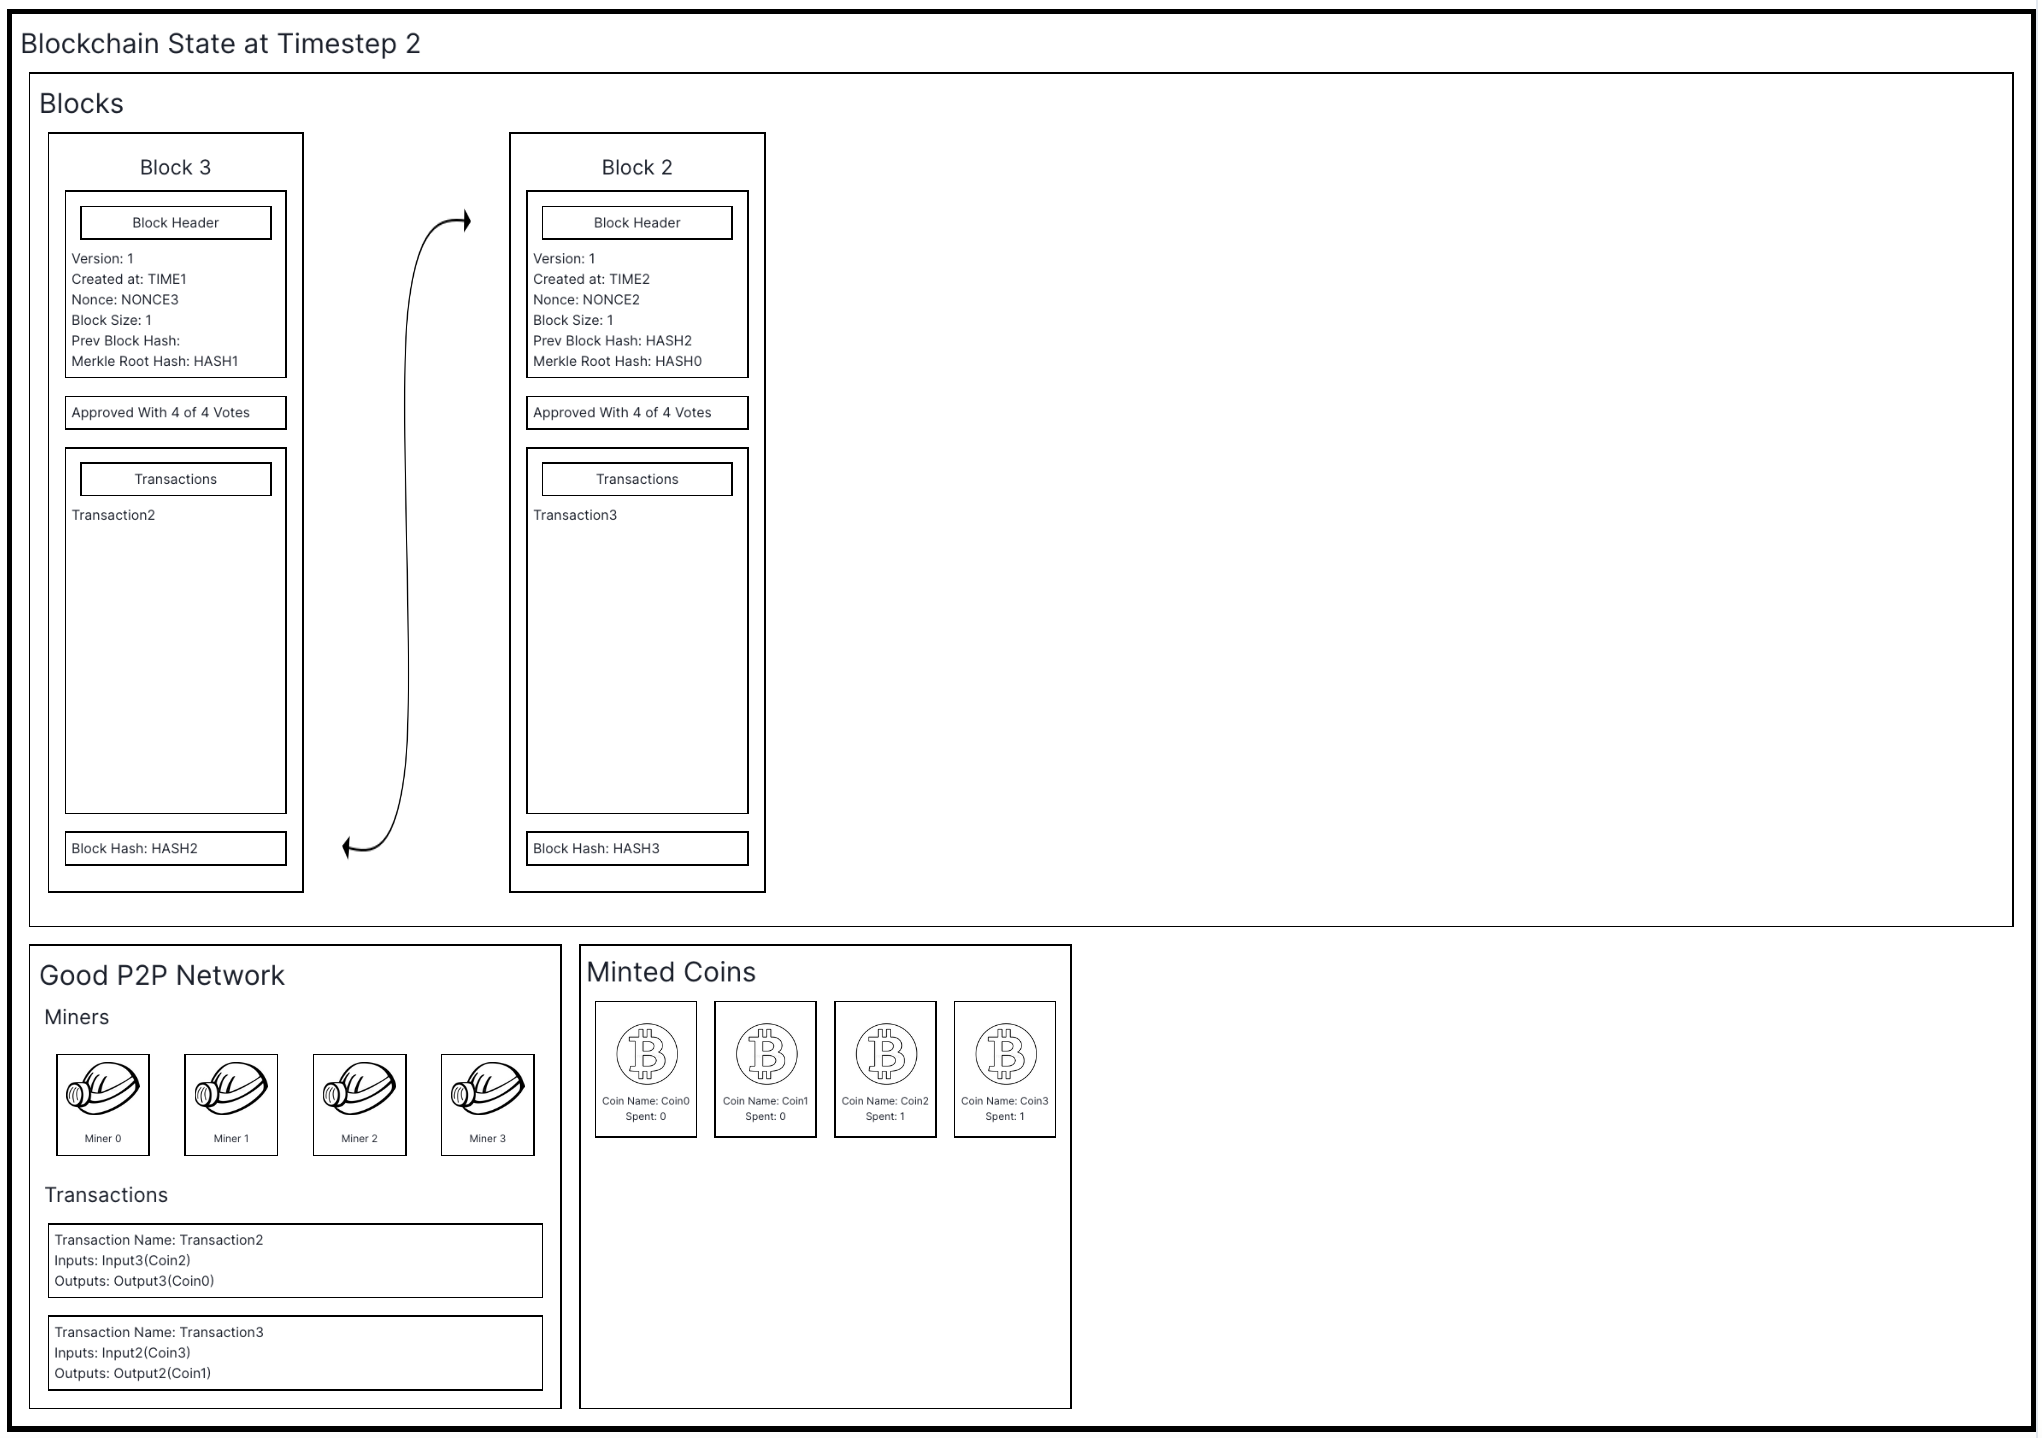 Blockchain State at Timestep 2
Blocks
Block 3
Block Header
Version: 1
Created at: TIME1
Nonce: NONCE3
Block Size: 1
Prev Block Hash:
Merkle Root Hash: HASH1
Approved With 4 of 4 Votes
Transactions
Transaction2
Block Hash: HASH2
Block 2
Block Header
Version: 1
Created at: TIME2
Nonce: NONCE2
Block Size: 1
Prev Block Hash: HASH2
Merkle Root Hash: HASH0
Approved With 4 of 4 Votes
Transactions
Transaction3
Block Hash: HASH3
Good P2P Network
Miners
Miner 0
Miner 1
Miner 2
Miner 3
Transactions
Transaction Name: Transaction2
Inputs: Input3(Coin2)
Outputs: Output3(Coin0)
Transaction Name: Transaction3
Inputs: Input2(Coin3)
Outputs: Output2(Coin1)
Minted Coins
Coin Name: Coin0
Spent: 0
Coin Name: Coin1
Spent: 0
Coin Name: Coin2
Spent: 1
Coin Name: Coin3
Spent: 1